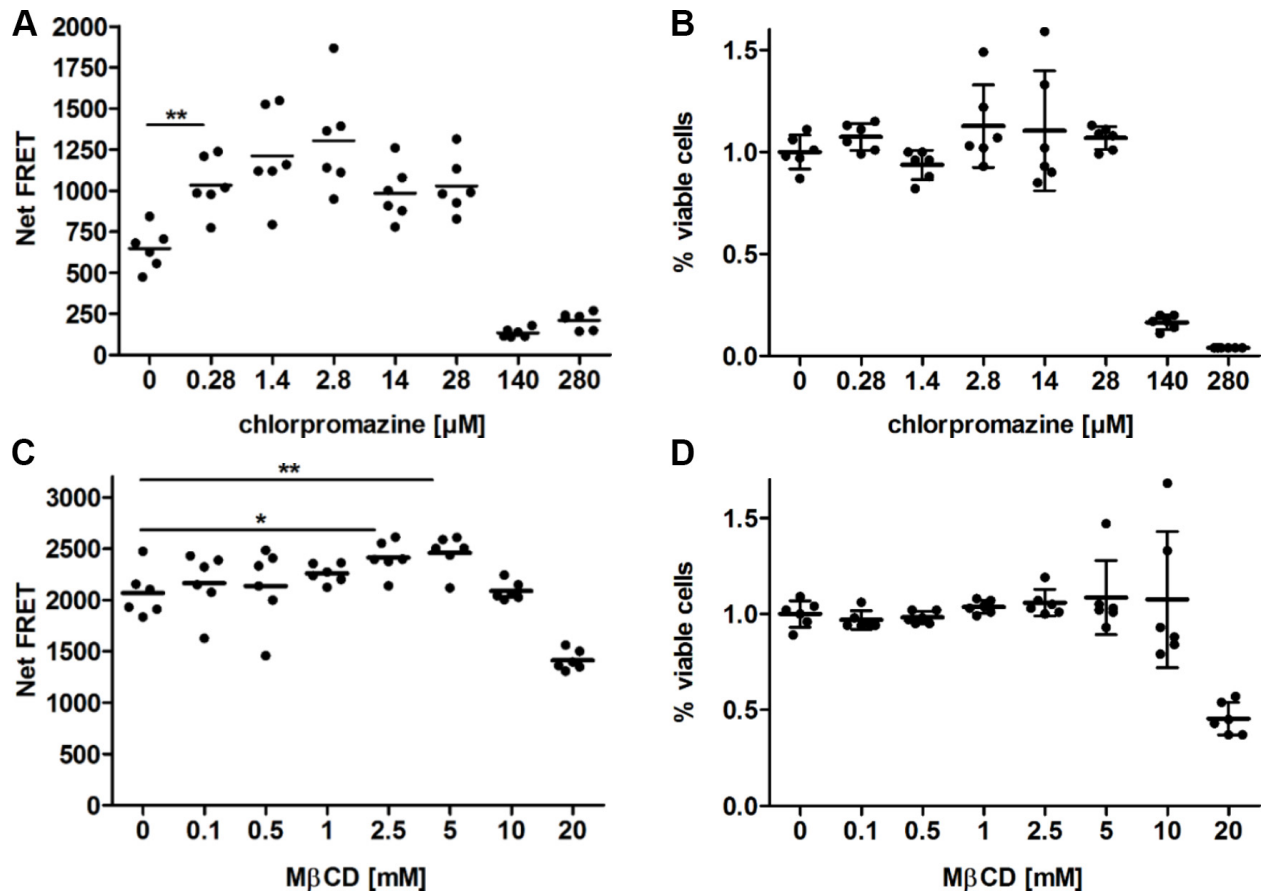 A
Net FRET
2000
1750
1500
1250
1000
750
500
250
0
**
0 0.28 1.4 2.8 14 28 140 280
chlorpromazine [µM]
B
% viable cells
1.5
1.0
0.5
0.0
0 0.28 1.4 2.8 14 28 140 280
chlorpromazine [µM]
C
Net FRET
3000
2500
2000
1500
1000
500
0
**
*
0 0.1 0.5 1 2.5 5 10 20
MβCD [mM]
D
% viable cells
1.5
1.0
0.5
0.0
0 0.1 0.5 1 2.5 5 10 20
MβCD [mM]